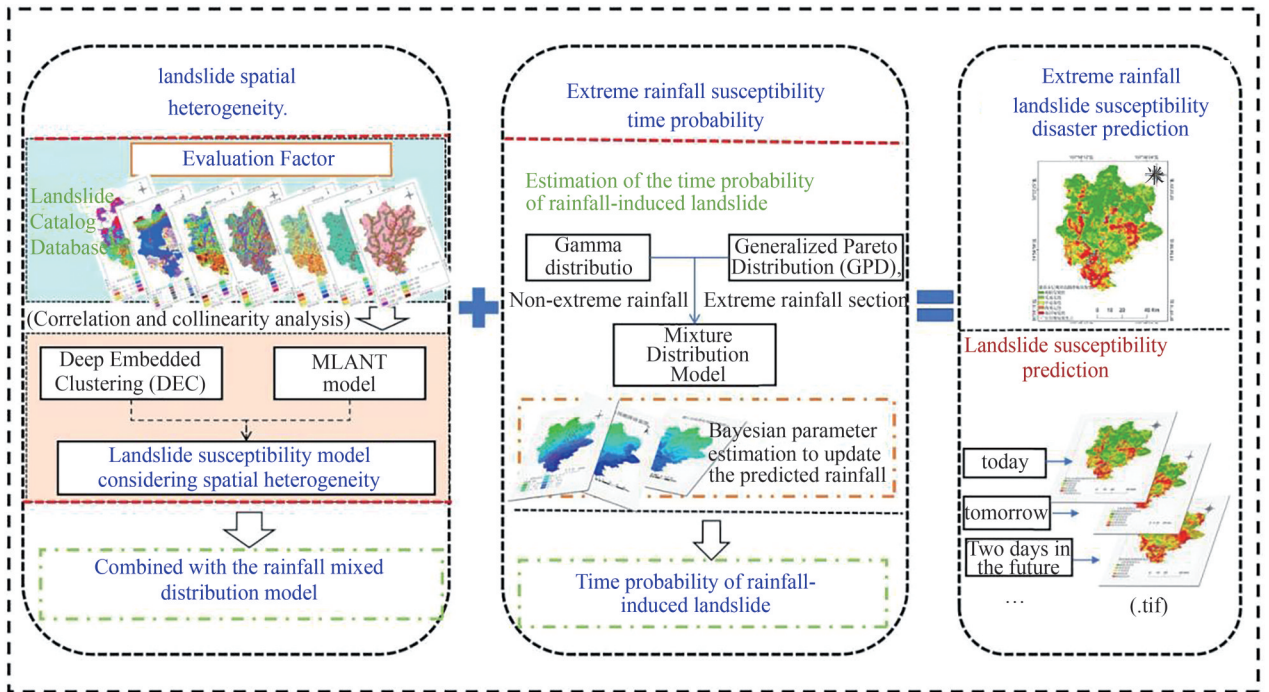 landslide spatial
heterogeneity.
Evaluation Factor
Landslide
Catalog
Database
(Correlation and collinearity analysis)
Deep Embedded
Clustering (DEC)
MLANT
model
Landslide susceptibility model
considering spatial heterogeneity
Combined with the rainfall mixed
distribution model
Extreme rainfall susceptibility
time probability
Estimation of the time probability
of rainfall-induced landslide
Gamma
distributio
Generalized Pareto
Distribution (GPD),
Non-extreme rainfall
Extreme rainfall section
Mixture
Distribution
Model
Bayesian parameter
estimation to update
the predicted rainfall
Time probability of rainfall-
induced landslide
Extreme rainfall
landslide susceptibility
disaster prediction
0 10 20 40 Km
Landslide susceptibility
prediction
today
tomorrow
Two days in
the future
...
(.tif)